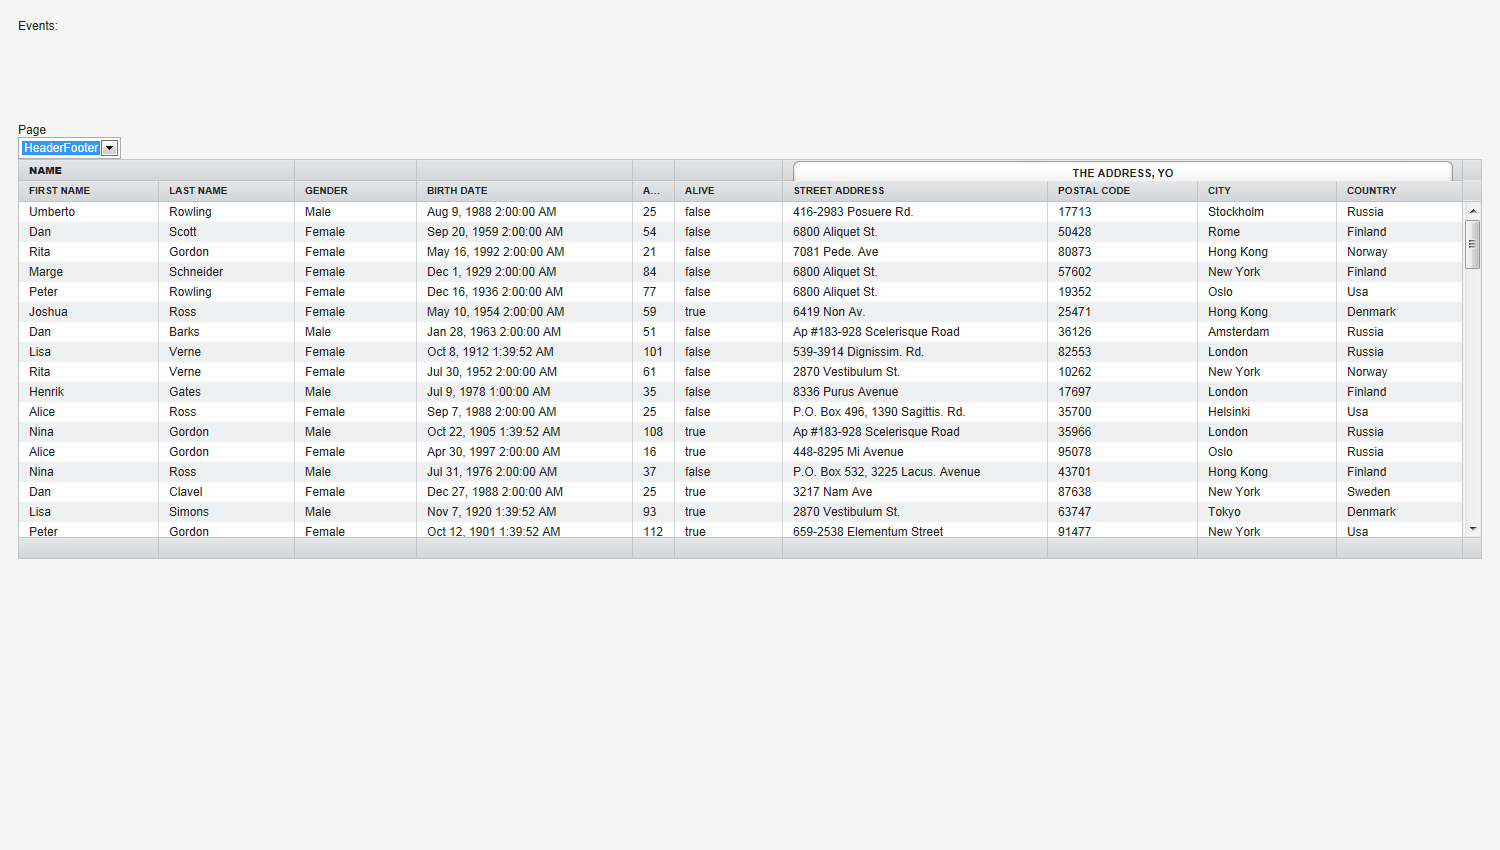 Events:
Page
HeaderFooter
NAME THE ADDRESS, YO
FIRST NAME LAST NAME GENDER BIRTH DATE A... ALIVE STREET ADDRESS POSTAL CODE CITY COUNTRY
Umberto Rowling Male Aug 9, 1988 2:00:00 AM 25 false 416-2983 Posuere Rd. 17713 Stockholm Russia
Dan Scott Female Sep 20, 1959 2:00:00 AM 54 false 6800 Aliquet St. 50428 Rome Finland
Rita Gordon Female May 16, 1992 2:00:00 AM 21 false 7081 Pede. Ave 80873 Hong Kong Norway
Marge Schneider Female Dec 1, 1929 2:00:00 AM 84 false 6800 Aliquet St. 57602 New York Finland
Peter Rowling Female Dec 16, 1936 2:00:00 AM 77 false 6800 Aliquet St. 19352 Oslo Usa
Joshua Ross Female May 10, 1954 2:00:00 AM 59 true 6419 Non Av. 25471 Hong Kong Denmark
Dan Barks Male Jan 28, 1963 2:00:00 AM 51 false Ap #183-928 Scelerisque Road 36126 Amsterdam Russia
Lisa Verne Female Oct 8, 1912 1:39:52 AM 101 false 539-3914 Dignissim. Rd. 82553 London Russia
Rita Verne Female Jul 30, 1952 2:00:00 AM 61 false 2870 Vestibulum St. 10262 New York Norway
Henrik Gates Male Jul 9, 1978 1:00:00 AM 35 false 8336 Purus Avenue 17697 London Finland
Alice Ross Female Sep 7, 1988 2:00:00 AM 25 false P.O. Box 496, 1390 Sagittis. Rd. 35700 Helsinki Usa
Nina Gordon Male Oct 22, 1905 1:39:52 AM 108 true Ap #183-928 Scelerisque Road 35966 London Russia
Alice Gordon Female Apr 30, 1997 2:00:00 AM 16 true 448-8295 Mi Avenue 95078 Oslo Russia
Nina Ross Male Jul 31, 1976 2:00:00 AM 37 false P.O. Box 532, 3225 Lacus. Avenue 43701 Hong Kong Finland
Dan Clavel Female Dec 27, 1988 2:00:00 AM 25 true 3217 Nam Ave 87638 New York Sweden
Lisa Simons Male Nov 7, 1920 1:39:52 AM 93 true 2870 Vestibulum St. 63747 Tokyo Denmark
Peter Gordon Female Oct 12, 1901 1:39:52 AM 112 true 659-2538 Elementum Street 91477 New York Usa